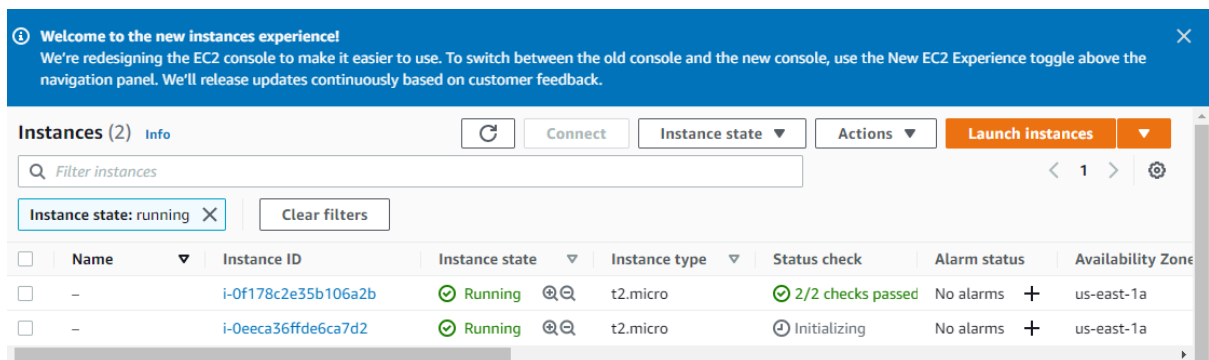 Welcome to the new instances experience!
We're redesigning the EC2 console to make it easier to use. To switch between the old console and the new console, use the New EC2 Experience toggle above the
navigation panel. We'll release updates continuously based on customer feedback.
Instances (2) Info Connect Instance state Actions Launch instances
Filter instances 1
Instance state: running Clear filters
Name Instance ID Instance state Instance type Status check Alarm status Availability Zone
– i-0f178c2e35b106a2b Running t2.micro 2/2 checks passed No alarms + us-east-1a
– i-0eeca36ffde6ca7d2 Running t2.micro Initializing No alarms + us-east-1a